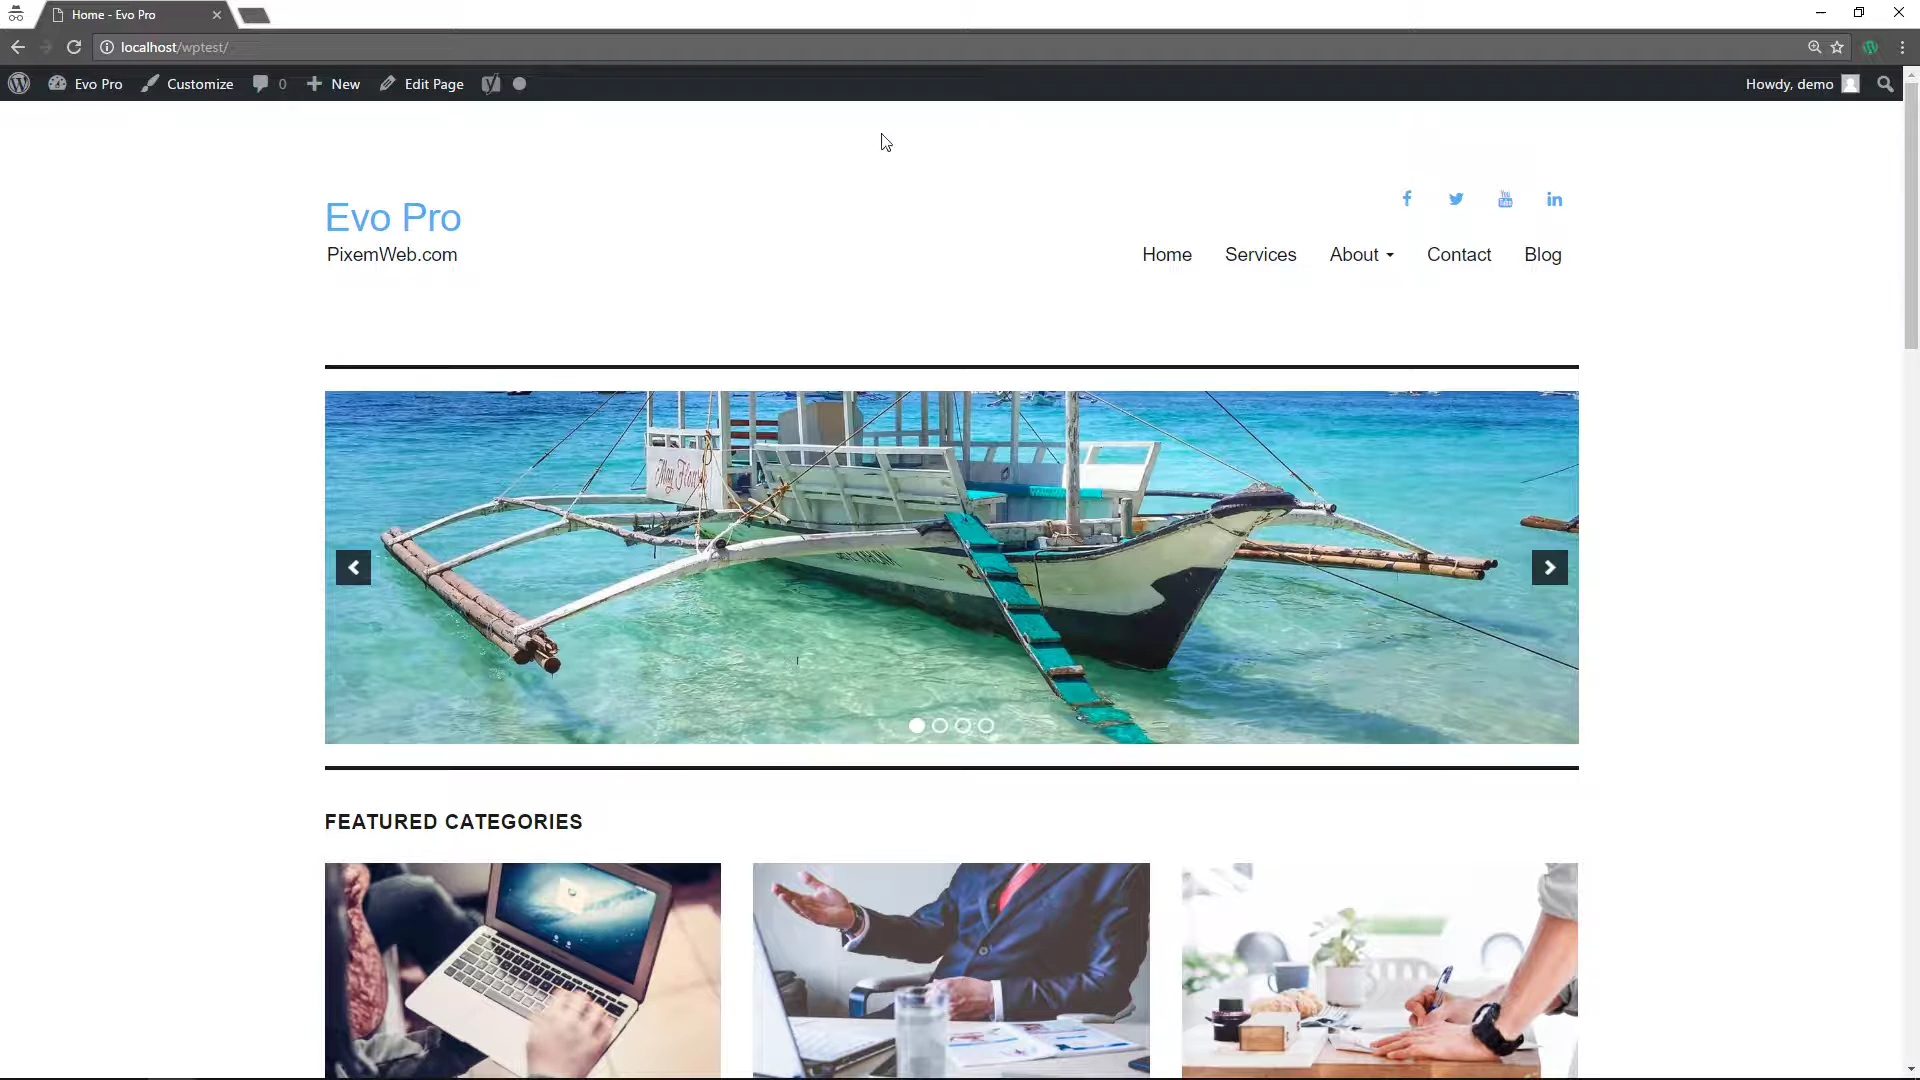 Home - Evo Pro
localhost/wptest/
Evo Pro Customize 0 New Edit Page
Howdy, demo
Evo Pro
PixemWeb.com
Home Services About Contact Blog
FEATURED CATEGORIES